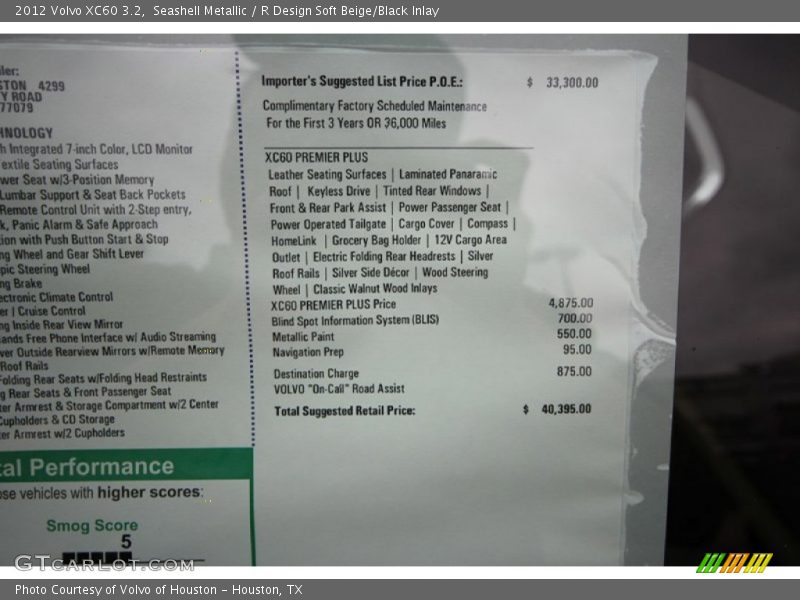 2012 Volvo XC60 3.2, Seashell Metallic / R Design Soft Beige/Black Inlay
ler:
STON 4299
Y ROAD
77079
HNOLOGY
h Integrated 7-inch Color, LCD Monitor
extile Seating Surfaces
wer Seat w/3-Position Memory
Lumbar Support & Seat Back Pockets
Remote Control Unit with 2-Step entry,
k, Panic Alarm & Safe Approach
ion with Push Button Start & Stop
ng Wheel and Gear Shift Lever
pic Steering Wheel
ng Brake
ectronic Climate Control
er | Cruise Control
ng Inside Rear View Mirror
ands Free Phone Interface w/ Audio Streaming
ver Outside Rearview Mirrors w/Remote Memory
Roof Rails
Folding Rear Seats w/Folding Head Restraints
g Rear Seats & Front Passenger Seat
ter Armrest & Storage Compartment w/2 Center
Cupholders & CD Storage
ter Armrest w/2 Cupholders
tal Performance
ose vehicles with higher scores:
Smog Score
5
Importer's Suggested List Price P.O.E.: $ 33,300.00
Complimentary Factory Scheduled Maintenance
For the First 3 Years OR 36,000 Miles
XC60 PREMIER PLUS
Leather Seating Surfaces | Laminated Panaramic
Roof | Keyless Drive | Tinted Rear Windows |
Front & Rear Park Assist | Power Passenger Seat |
Power Operated Tailgate | Cargo Cover | Compass |
HomeLink | Grocery Bag Holder | 12V Cargo Area
Outlet | Electric Folding Rear Headrests | Silver
Roof Rails | Silver Side Décor | Wood Steering
Wheel | Classic Walnut Wood Inlays
XC60 PREMIER PLUS Price 4,875.00
Blind Spot Information System (BLIS) 700.00
Metallic Paint 550.00
Navigation Prep 95.00
Destination Charge 875.00
VOLVO "On-Call" Road Assist
Total Suggested Retail Price: $ 40,395.00
GTCARLOT.COM
Photo Courtesy of Volvo of Houston - Houston, TX